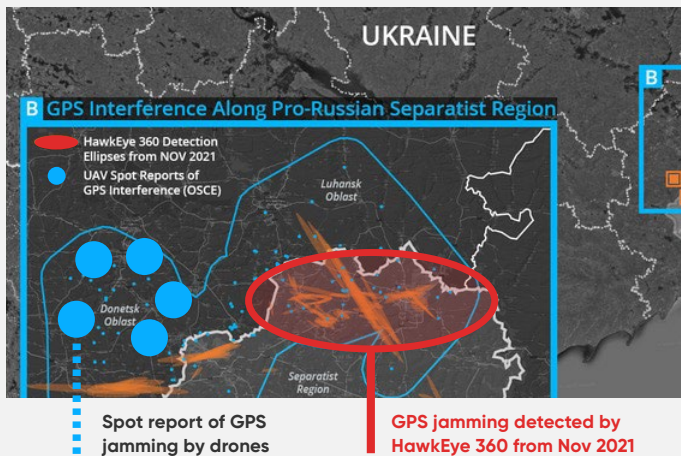 UKRAINE
B
B GPS Interference Along Pro-Russian Separatist Region
HawkEye 360 Detection
Ellipses from NOV 2021
UAV Spot Reports of
GPS Interference (OSCE)
Luhansk
Oblast
Donetsk
Oblast
Separatist
Region
Spot report of GPS
jamming by drones
GPS jamming detected by
HawkEye 360 from Nov 2021